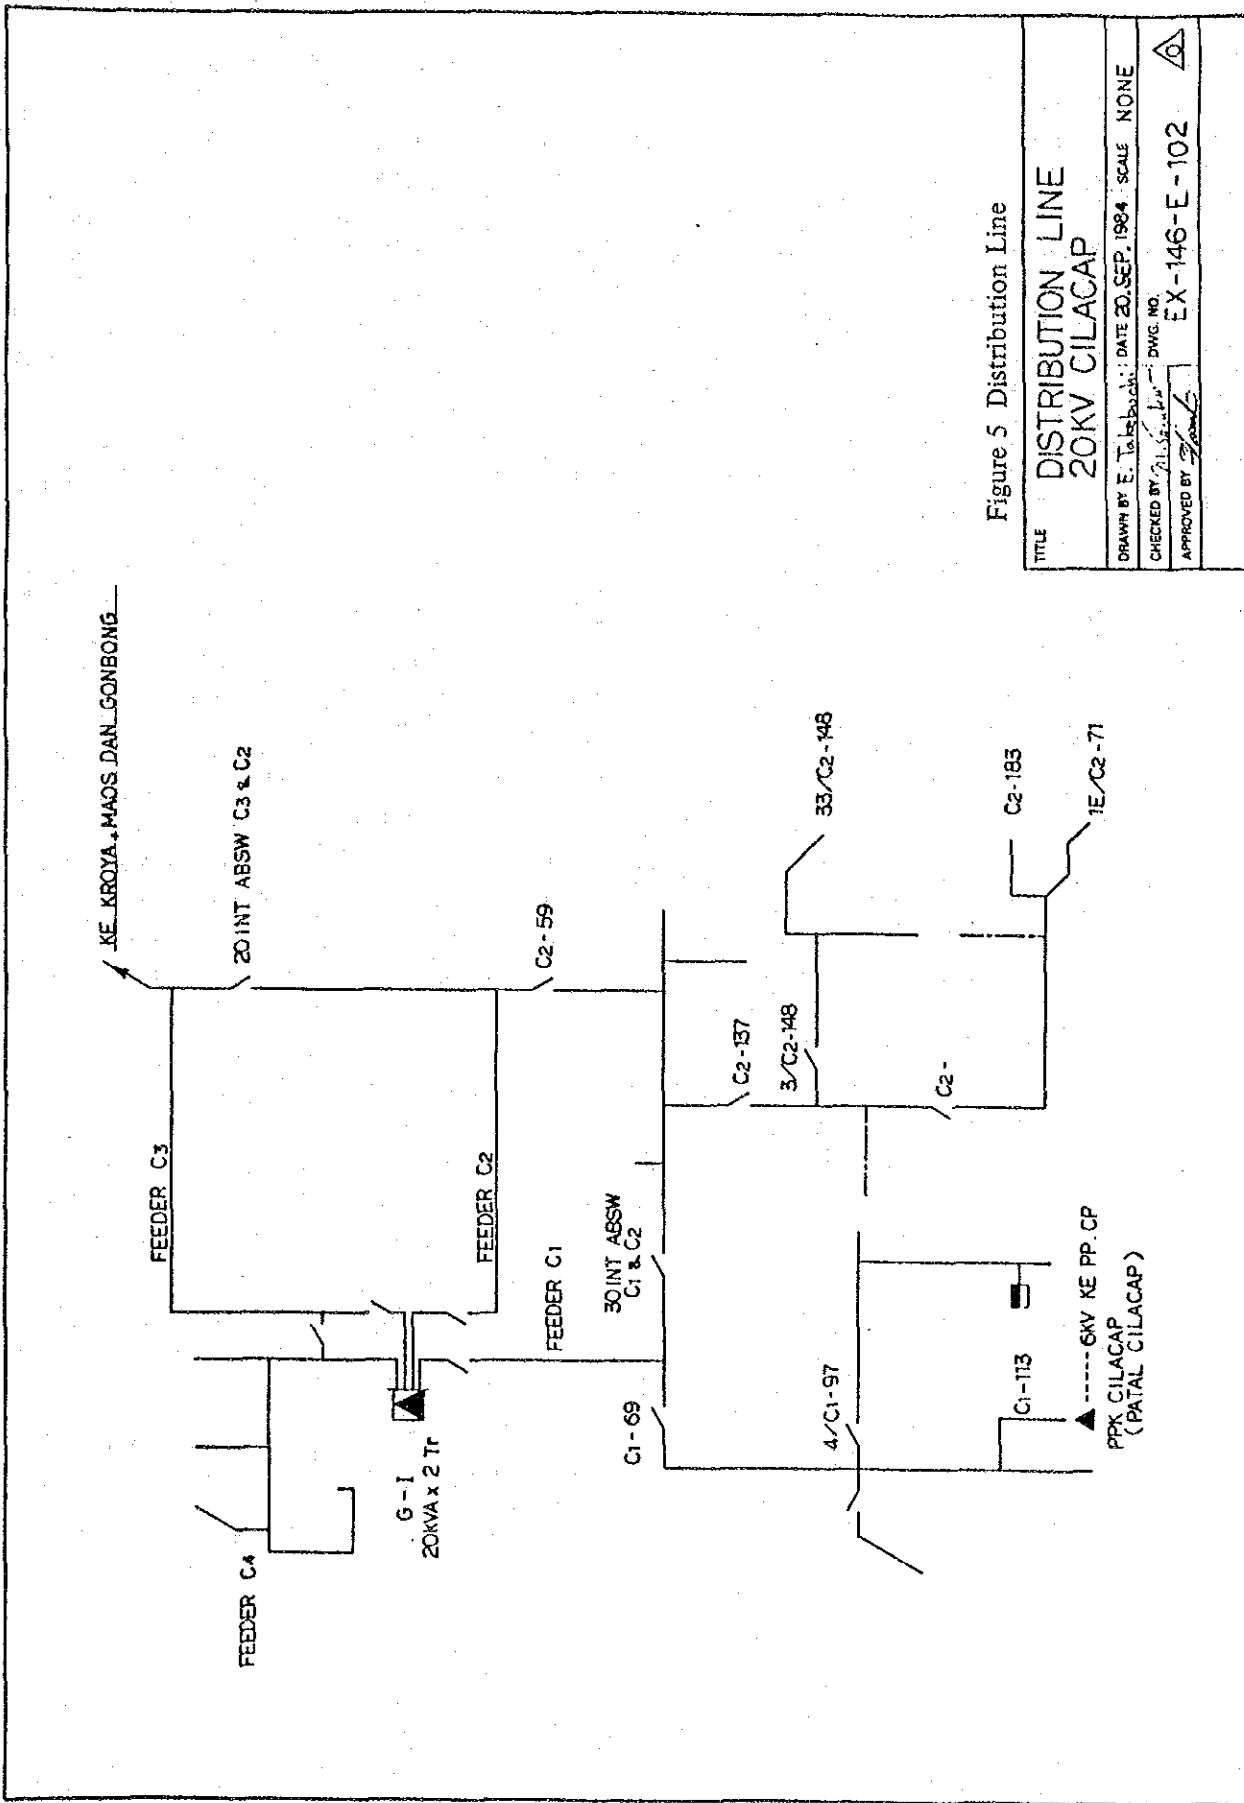 KE KROYA, MAOS DAN GONBONG
20 INT ABSW C3 & C2
FEEDER C3
C2-59
FEEDER C2
FEEDER C4
G-I
20KVA x 2 Tr
FEEDER C1
30 INT ABSW
C1 & C2
C1-69
C2-137
3/C2-148
33/C2-148
C2-
C2-183
1E/C2-71
4/C1-97
C1-113
6KV KE PP. CP
PPK CILACAP
(PATAL CILACAP)
Figure 5 Distribution Line
TITLE
DISTRIBUTION LINE
20KV CILACAP
DRAWN BY E. Takebuchi DATE 20. SEP. 1984 SCALE NONE
CHECKED BY DWG. NO.
APPROVED BY EX-146-E-102
0